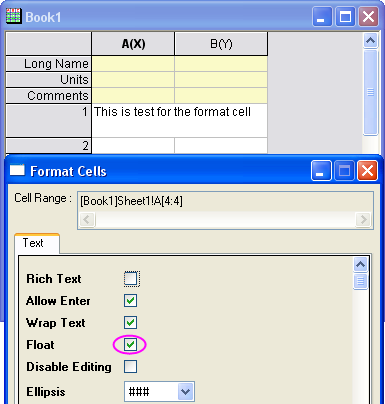 Book1
A(X) B(Y)
Long Name
Units
Comments
1 This is test for the format cell
2
Format Cells
Cell Range : [Book1]Sheet1!A[4:4]
Text
Rich Text
Allow Enter
Wrap Text
Float
Disable Editing
Ellipsis ###